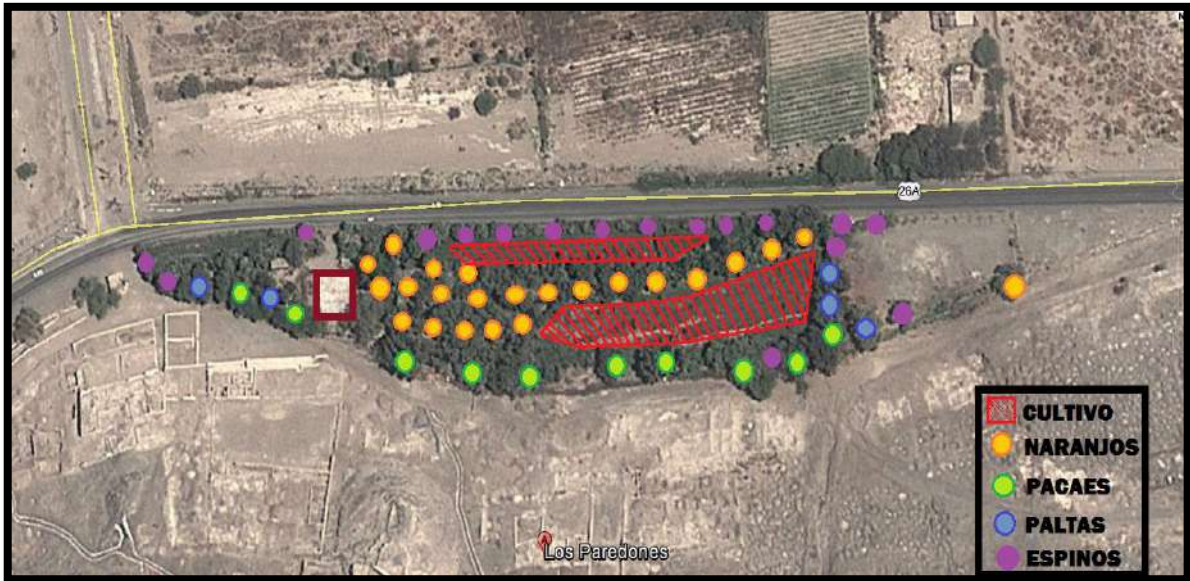 26A
Los Paredones
CULTIVO
NARANJOS
PACAES
PALTAS
ESPINOS